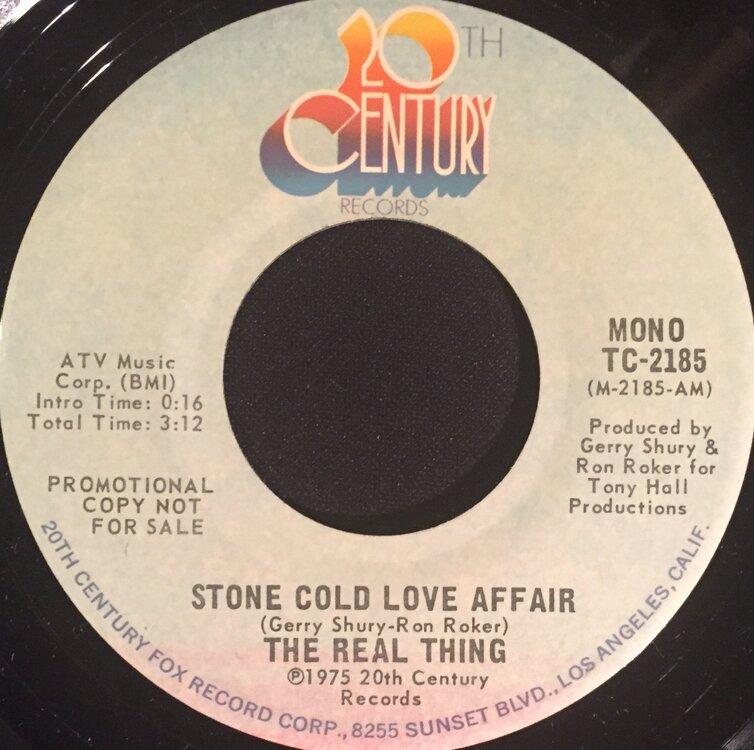 20TH
CENTURY
RECORDS
MONO
TC-2185
(M-2185-AM)
ATV Music
Corp. (BMI)
Intro Time: 0:16
Total Time: 3:12
Produced by
Gerry Shury &
Ron Roker for
Tony Hall
Productions
PROMOTIONAL
COPY NOT
FOR SALE
STONE COLD LOVE AFFAIR
(Gerry Shury-Ron Roker)
THE REAL THING
℗1975 20th Century
Records
20TH CENTURY FOX RECORD CORP., 8255 SUNSET BLVD., LOS ANGELES, CALIF.